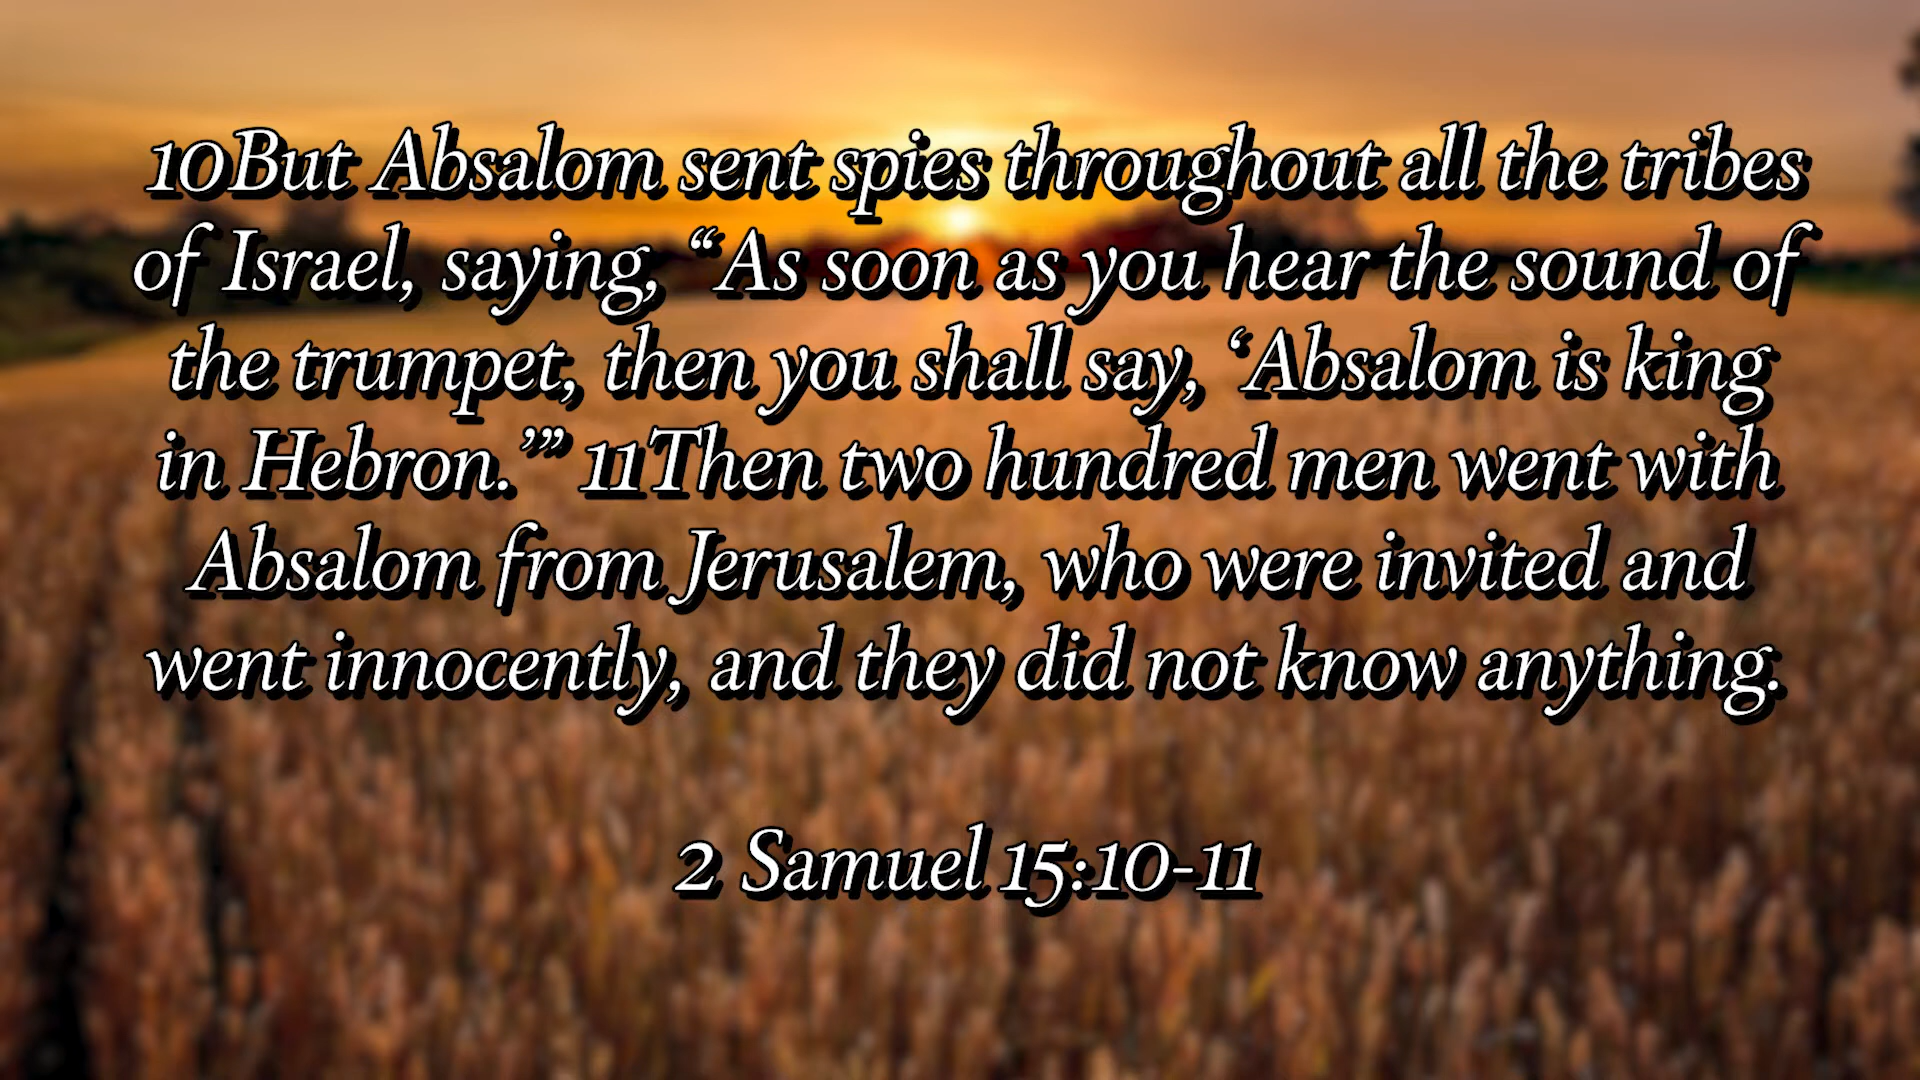 10But Absalom sent spies throughout all the tribes
of Israel, saying, “As soon as you hear the sound of
the trumpet, then you shall say, ‘Absalom is king
in Hebron.’” 11Then two hundred men went with
Absalom from Jerusalem, who were invited and
went innocently, and they did not know anything.
2 Samuel 15:10-11